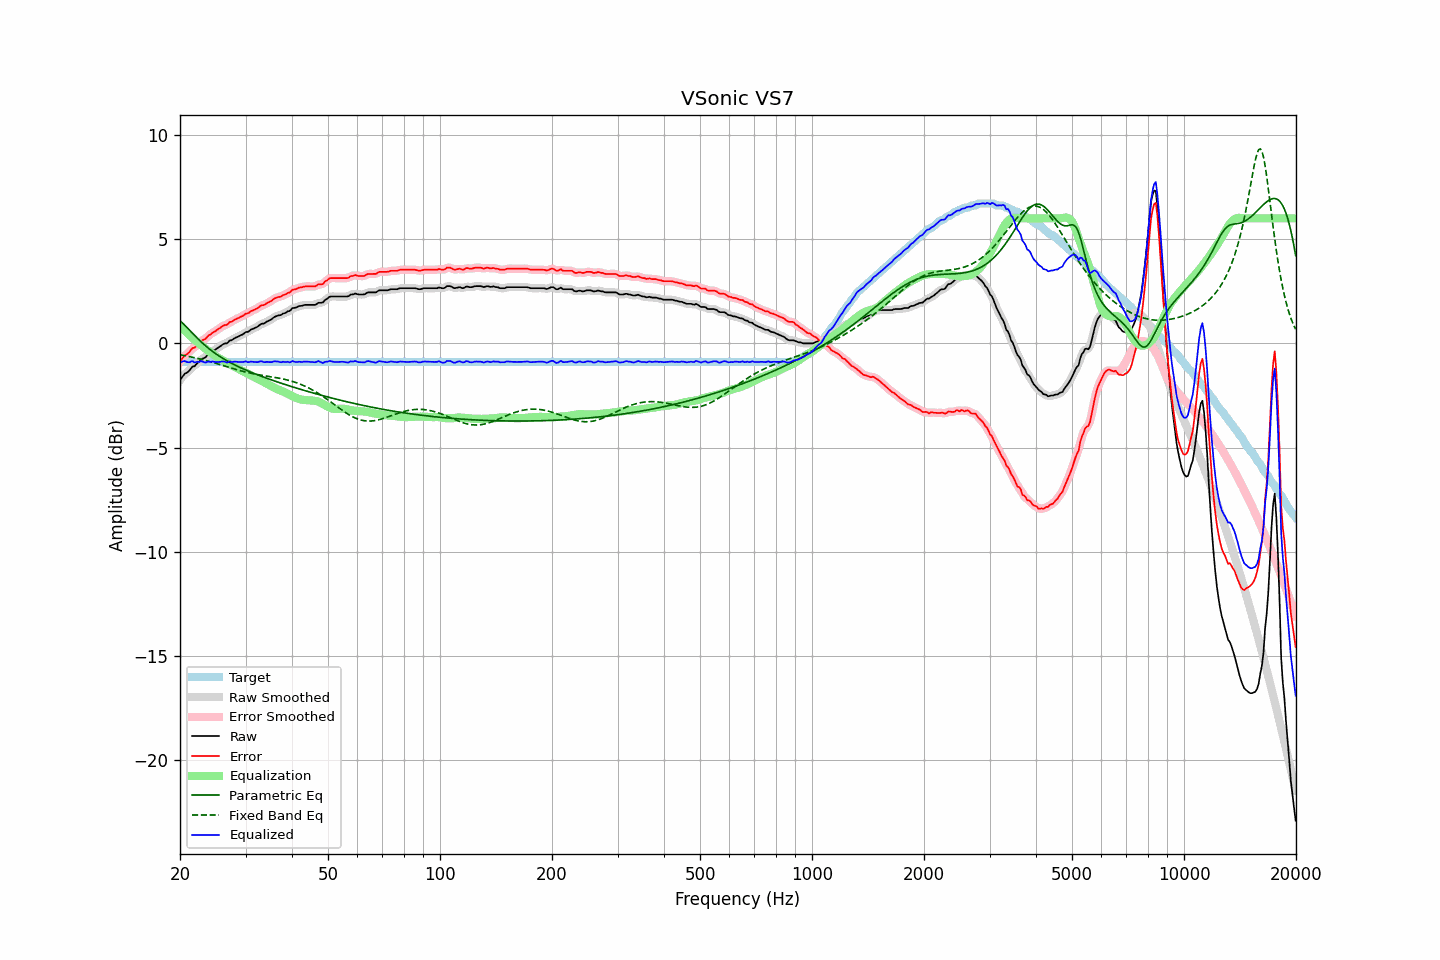 VSonic VS7
Amplitude (dBr)
10
5
0
−5
−10
−15
−20
Target
Raw Smoothed
Error Smoothed
Raw
Error
Equalization
Parametric Eq
Fixed Band Eq
Equalized
20 50 100 200 500 1000 2000 5000 10000 20000
Frequency (Hz)